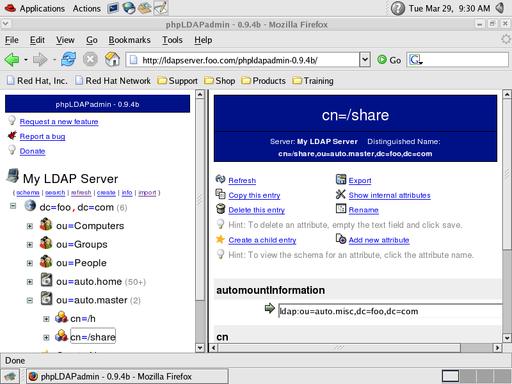 Applications Actions Tue Mar 29, 9:30 AM
phpLDAPadmin - 0.9.4b - Mozilla Firefox
File Edit View Go Bookmarks Tools Help
http://ldapserver.foo.com/phpldapadmin-0.9.4b/ Go G
Red Hat, Inc. Red Hat Network Support Shop Products Training
phpLDAPadmin - 0.9.4b
Request a new feature
Report a bug
Donate
My LDAP Server
( schema | search | refresh | create | info | import )
dc=foo, dc=com (6)
ou=Computers
ou=Groups
ou=People
ou=auto.home (50+)
ou=auto.master (2)
cn=/h
cn=/share
cn=/share
Server: My LDAP Server Distinguished Name:
cn=/share,ou=auto.master,dc=foo,dc=com
Refresh Export
Copy this entry Show internal attributes
Delete this entry Rename
Hint: To delete an attribute, empty the text field and click save.
Create a child entry Add new attribute
Hint: To view the schema for an attribute, click the attribute name.
automountInformation
ldap:ou=auto.misc,dc=foo,dc=com
cn
Done
phpLDAPadmin - 0.9.4b - Mozilla Firefox